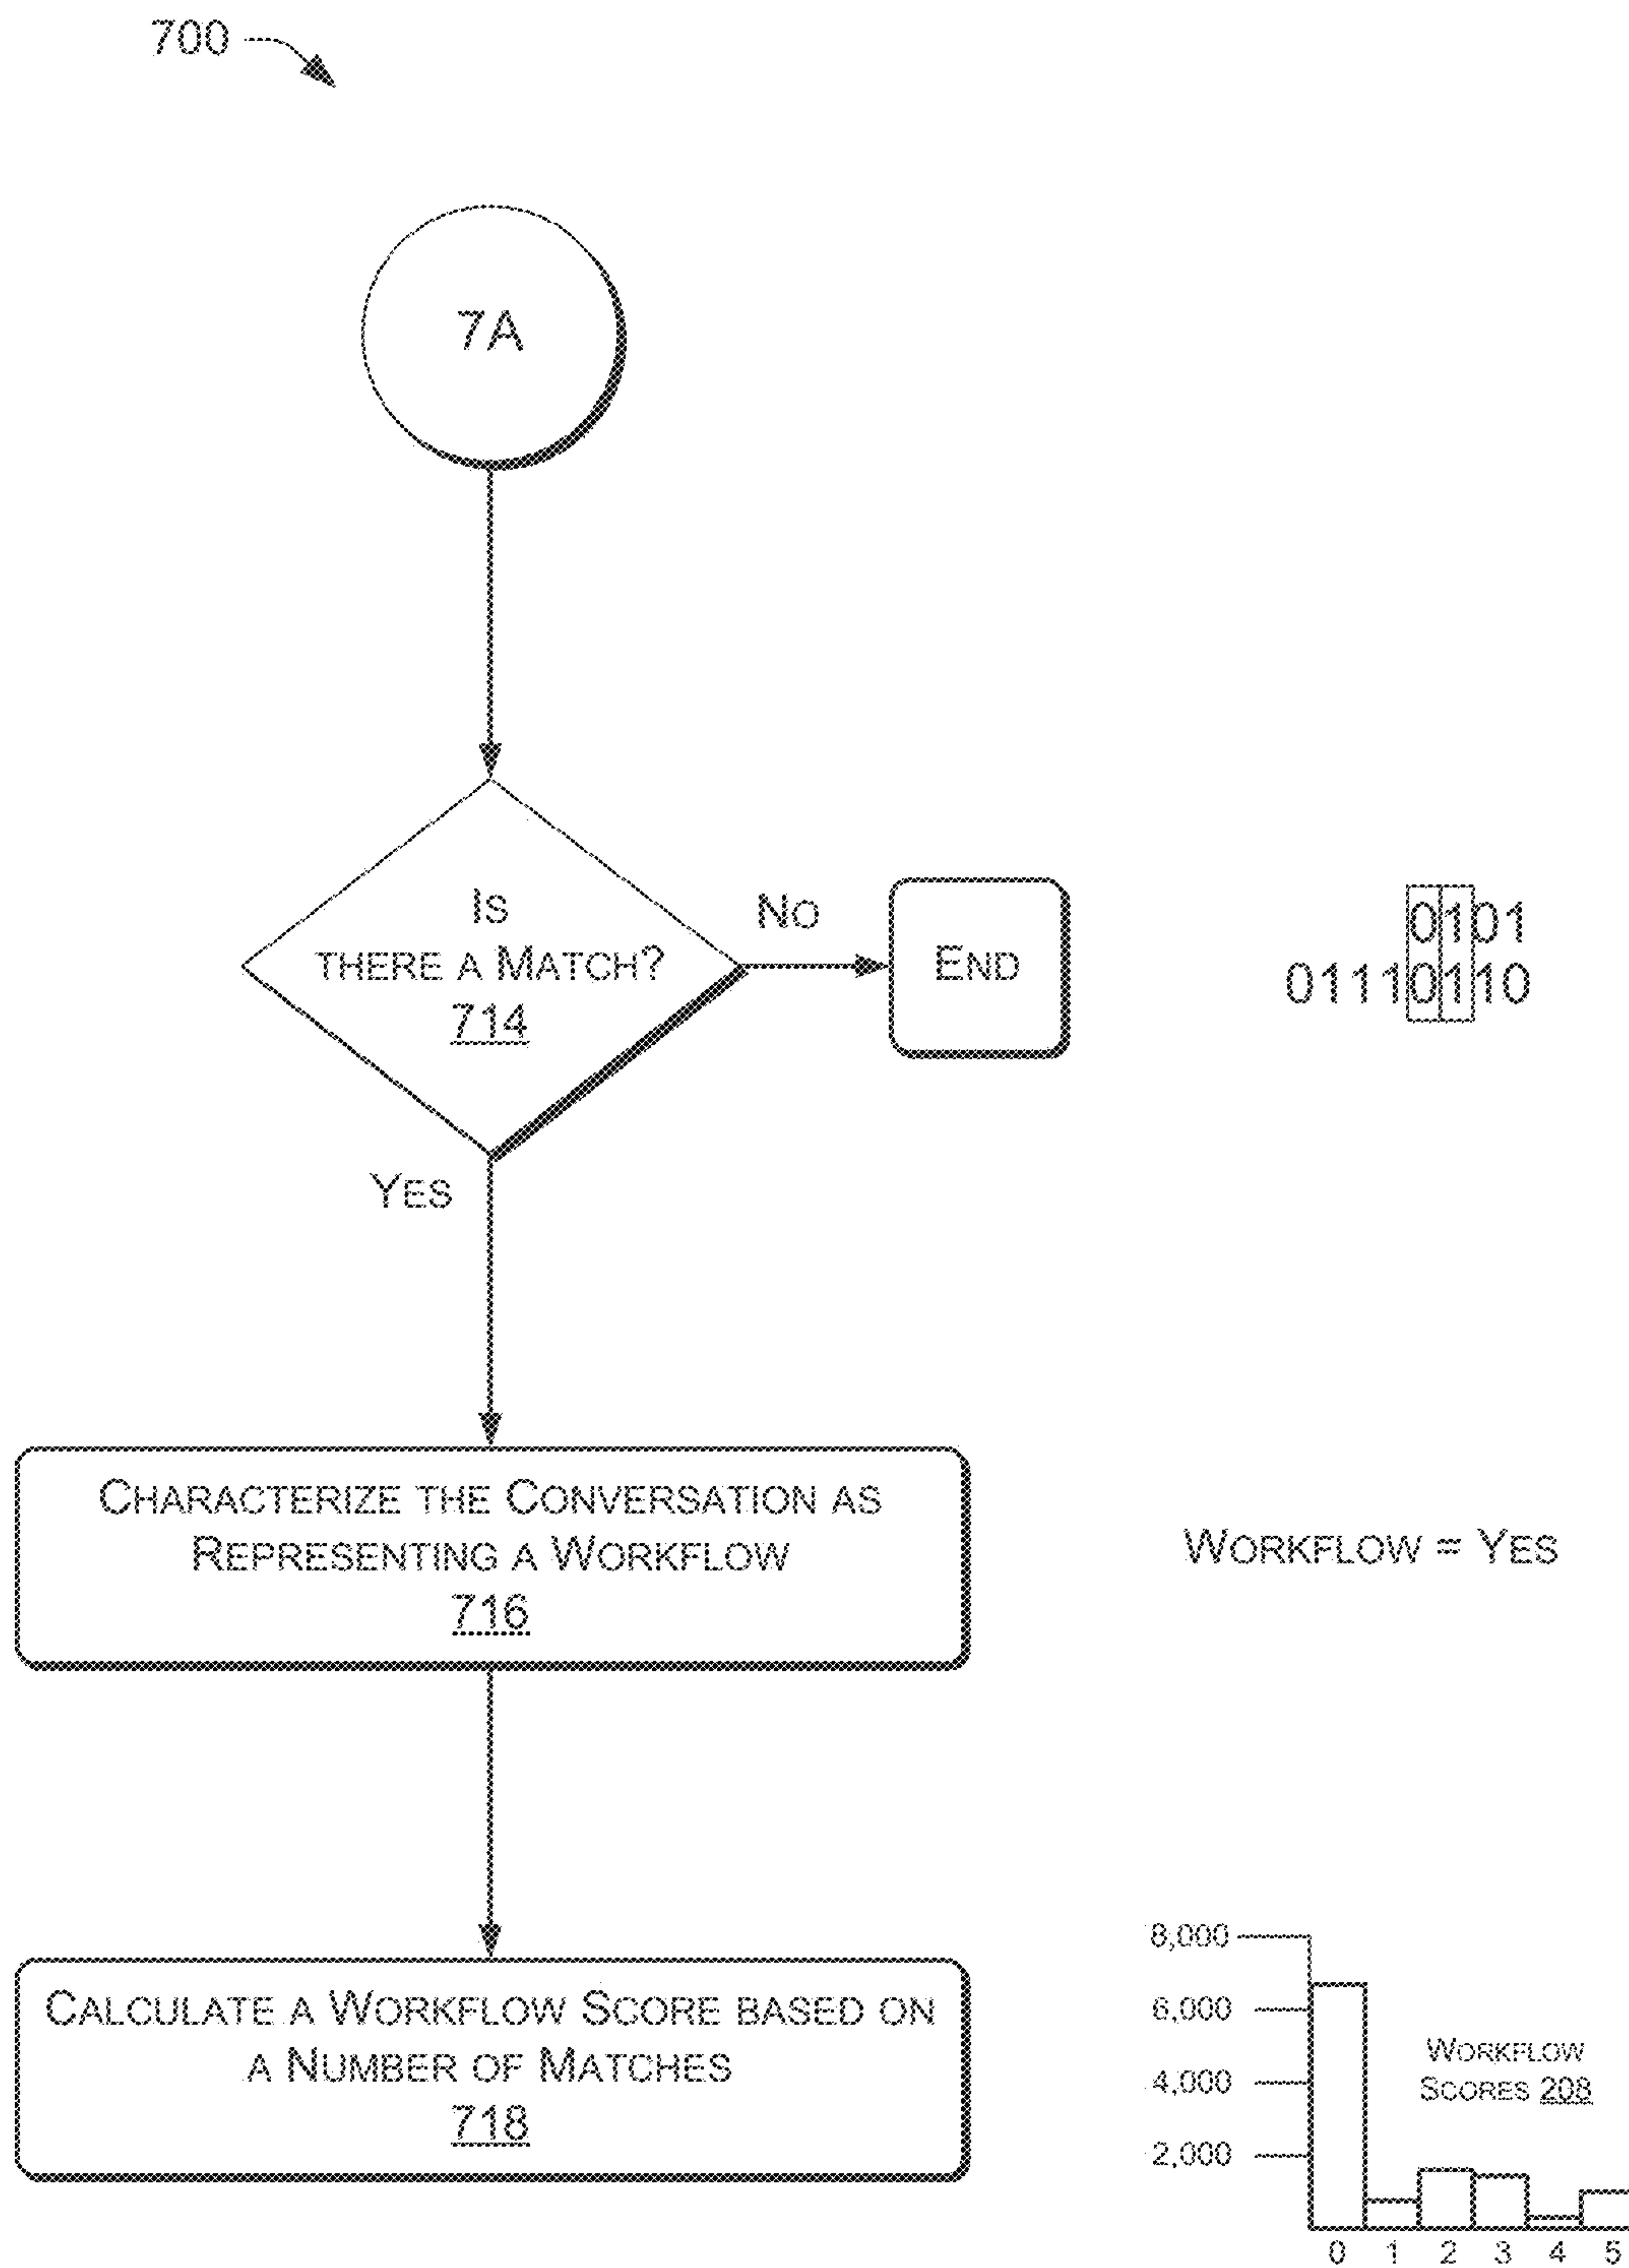 700
7A
Is
THERE A MATCH?
714
NO
END
0101
01110110
YES
CHARACTERIZE THE CONVERSATION AS
REPRESENTING A WORKFLOW
716
WORKFLOW = YES
CALCULATE A WORKFLOW SCORE BASED ON
A NUMBER OF MATCHES
718
8,000
6,000
4,000
2,000
WORKFLOW
SCORES 208
0 1 2 3 4 5